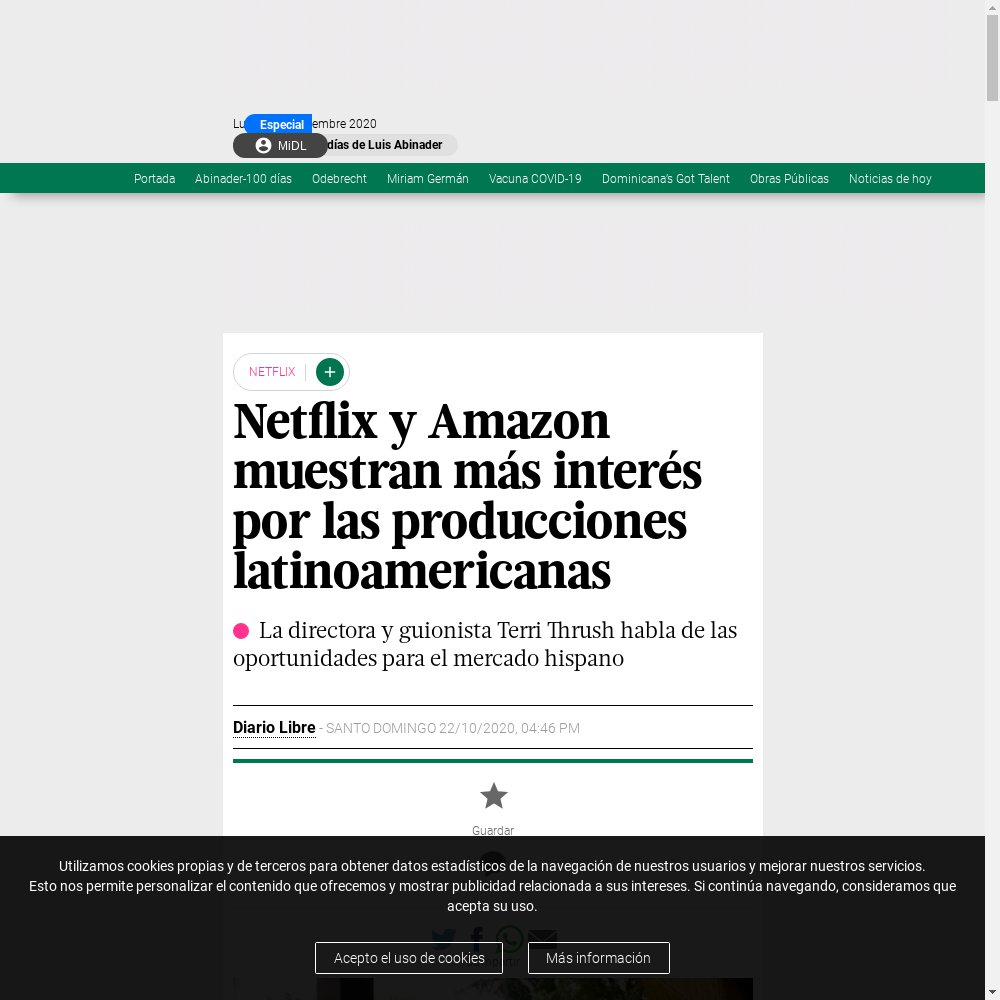 Lu
Especial
embre 2020
MiDL
días de Luis Abinader
Portada
Abinader-100 días
Odebrecht
Miriam Germán
Vacuna COVID-19
Dominicana's Got Talent
Obras Públicas
Noticias de hoy
NETFLIX
Netflix y Amazon
muestran más interés
por las producciones
latinoamericanas
La directora y guionista Terri Thrush habla de las
oportunidades para el mercado hispano
Diario Libre - SANTO DOMINGO 22/10/2020, 04:46 PM
Guardar
Utilizamos cookies propias y de terceros para obtener datos estadísticos de la navegación de nuestros usuarios y mejorar nuestros servicios.
Esto nos permite personalizar el contenido que ofrecemos y mostrar publicidad relacionada a sus intereses. Si continúa navegando, consideramos que
acepta su uso.
Acepto el uso de cookies
Más información